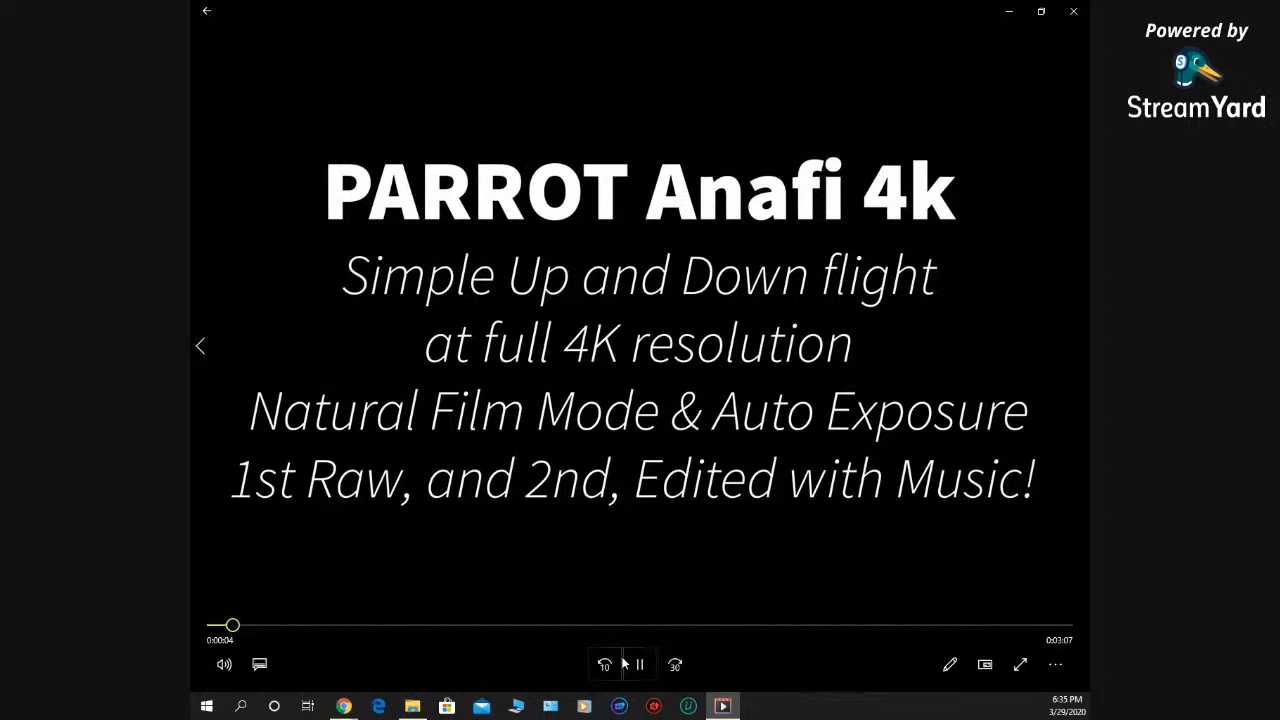 Powered by
StreamYard
PARROT Anafi 4k
Simple Up and Down flight
at full 4K resolution
Natural Film Mode & Auto Exposure
1st Raw, and 2nd, Edited with Music!
0:00:04
0:03:07
10
30
6:35 PM
3/29/2020